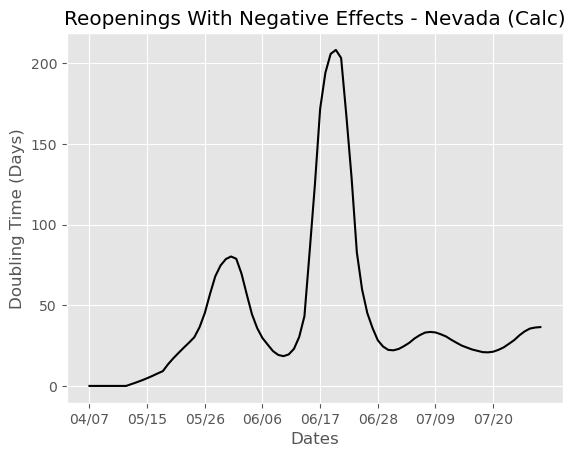 Reopenings With Negative Effects - Nevada (Calc)
Doubling Time (Days)
200
150
100
50
0
04/07 05/15 05/26 06/06 06/17 06/28 07/09 07/20
Dates